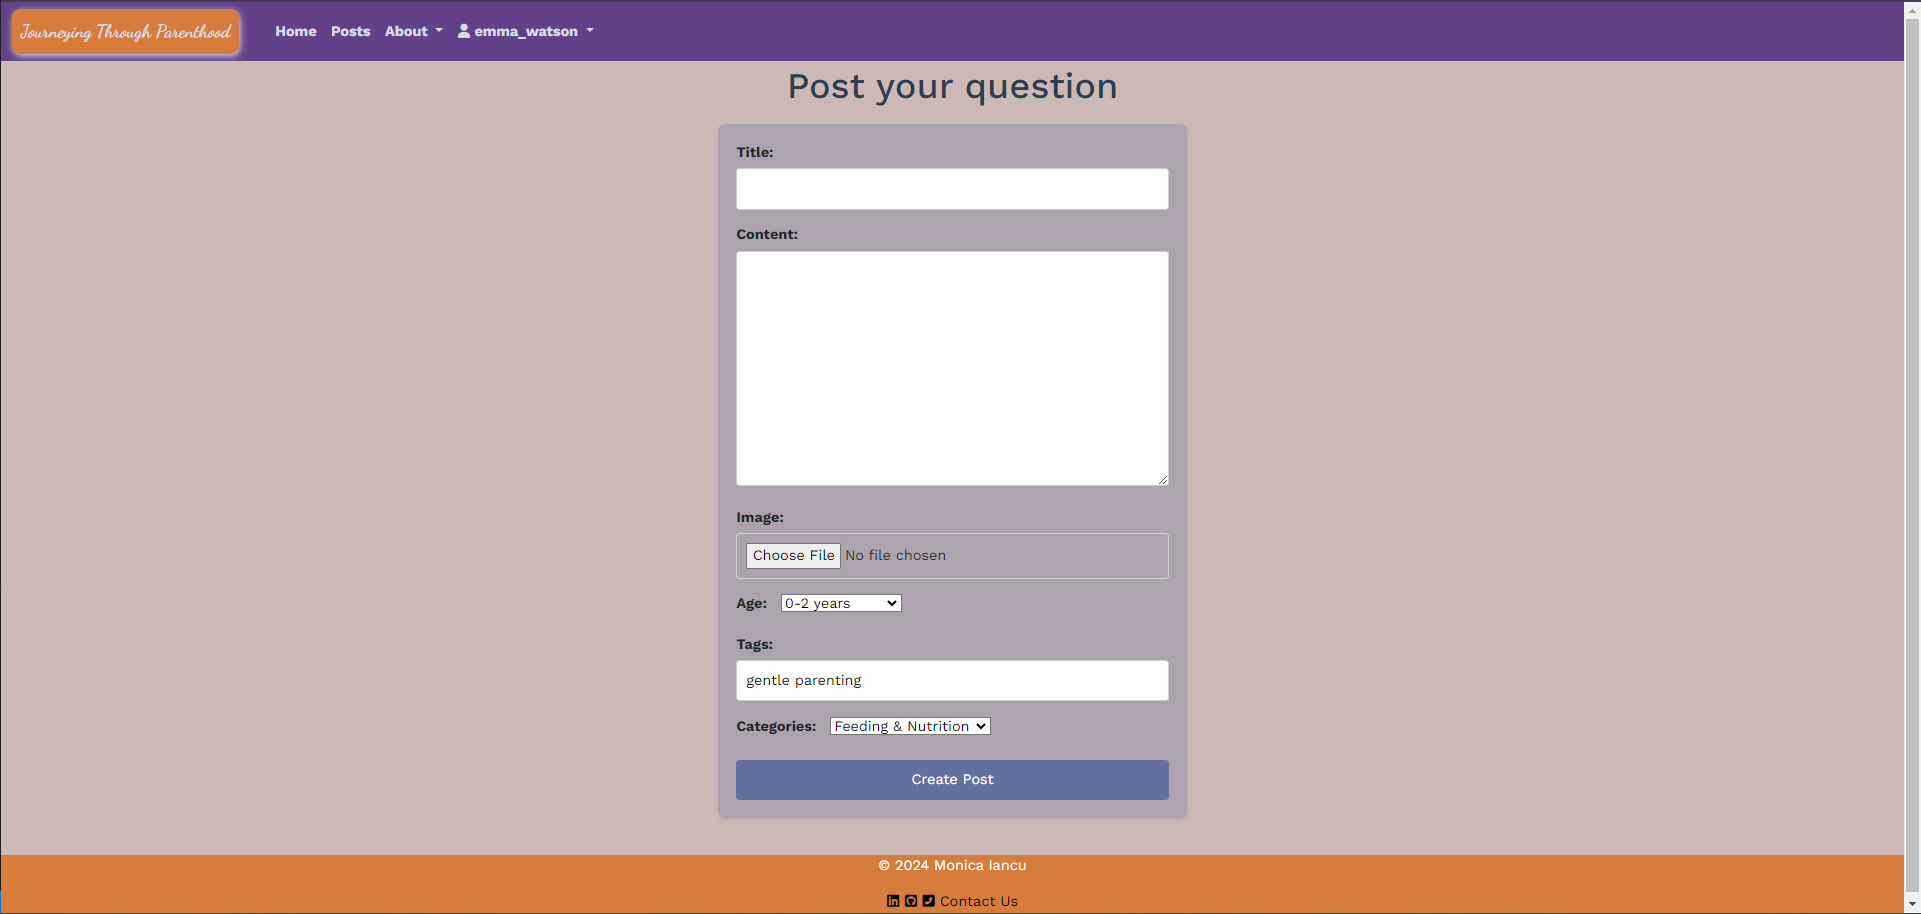 Journeying Through Parenthood
Home Posts About emma_watson
Post your question
Title:
Content:
Image:
Choose File No file chosen
Age: 0-2 years
Tags:
gentle parenting
Categories: Feeding & Nutrition
Create Post
© 2024 Monica Iancu
Contact Us